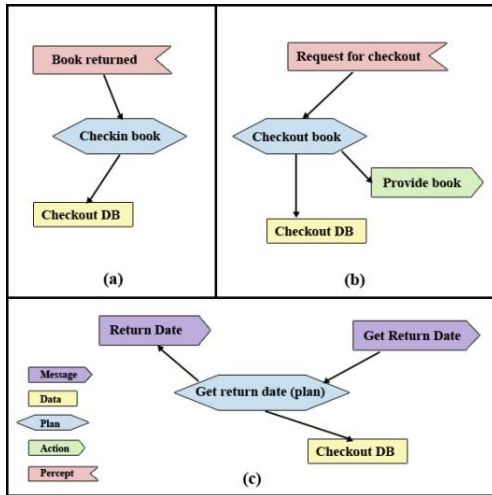 Book returned
Checkin book
Checkout DB
(a)
Request for checkout
Checkout book
Provide book
Checkout DB
(b)
Return Date
Get Return Date
Get return date (plan)
Checkout DB
Message
Data
Plan
Action
Percept
(c)